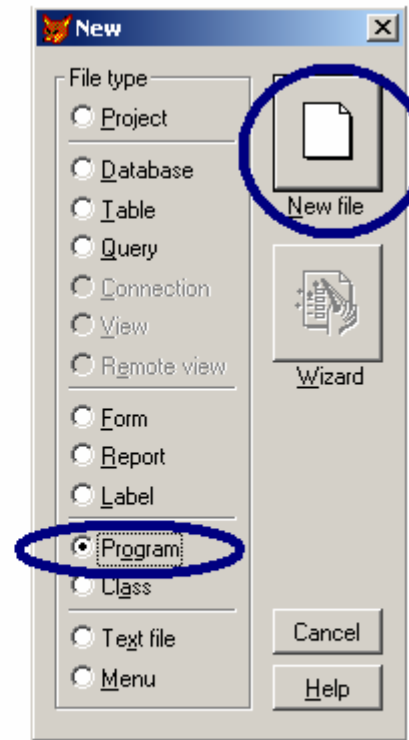 New
File type
Project
Database
Table
Query
Connection
View
Remote view
Form
Report
Label
Program
Class
Text file
Menu
New file
Wizard
Cancel
Help